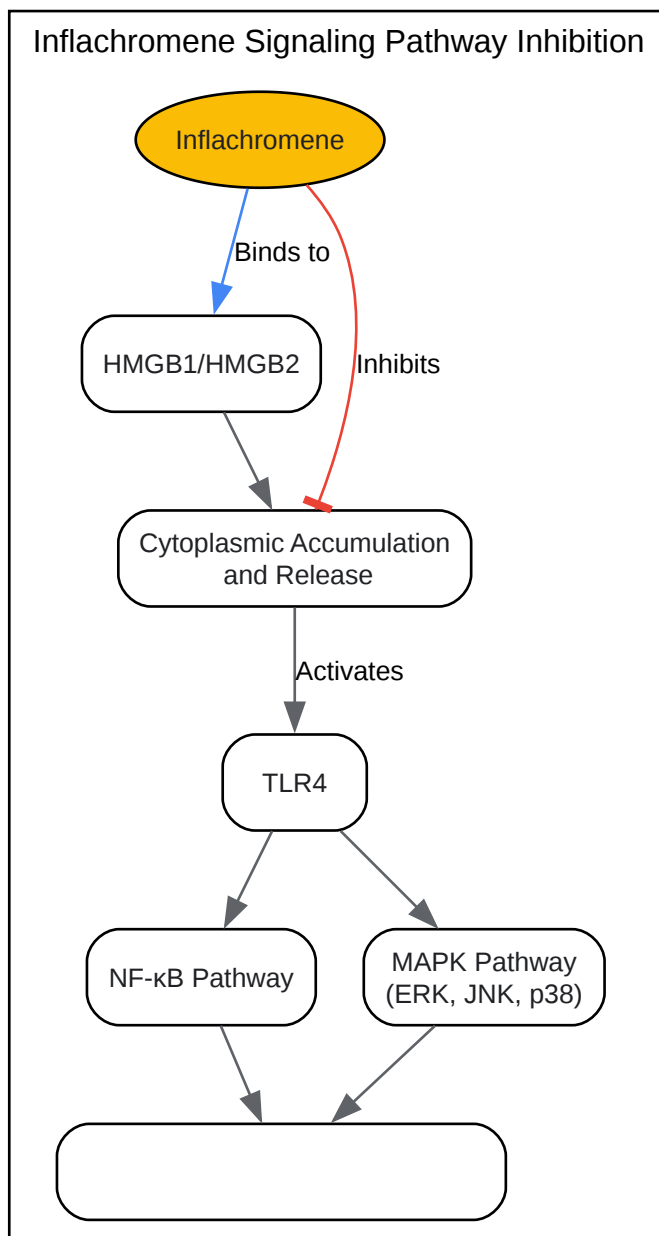 Inflachromene Signaling Pathway Inhibition
Inflachromene
Binds to
HMGB1/HMGB2
Inhibits
Cytoplasmic Accumulation
and Release
Activates
TLR4
NF-κB Pathway
MAPK Pathway
(ERK, JNK, p38)